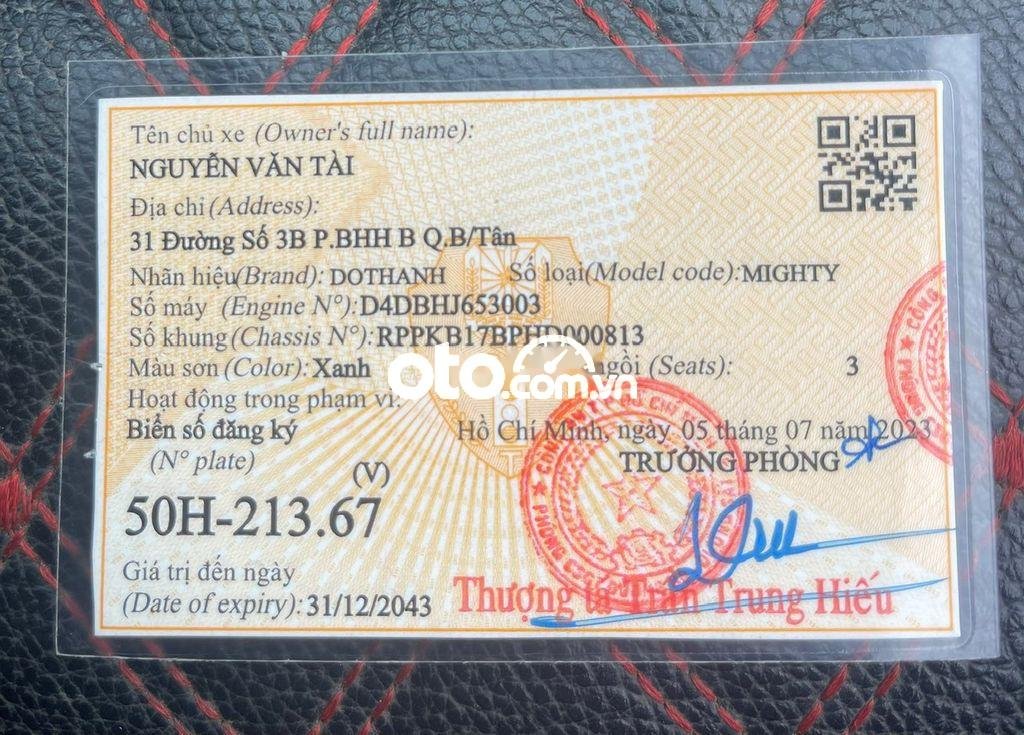 Tên chủ xe (Owner's full name):
NGUYỄN VĂN TÀI
Địa chỉ (Address):
31 Đường Số 3B P.BHH B Q.B/Tân
Nhãn hiệu(Brand): DOTHANH Số loại(Model code):MIGHTY
Số máy (Engine N°):D4DBHJ653003
Số khung (Chassis N°):RPPKB17BPHD000813
Màu sơn (Color): Xanh ngồi (Seats): 3
oto.com.vn
Hoạt động trong phạm vi:
Biển số đăng ký Hồ Chí Minh, ngày 05 tháng 07 năm 2023
(N° plate) TRƯỞNG PHÒNG
(V)
50H-213.67
Giá trị đến ngày
(Date of expiry): 31/12/2043
Thượng tá Trần Trung Hiếu